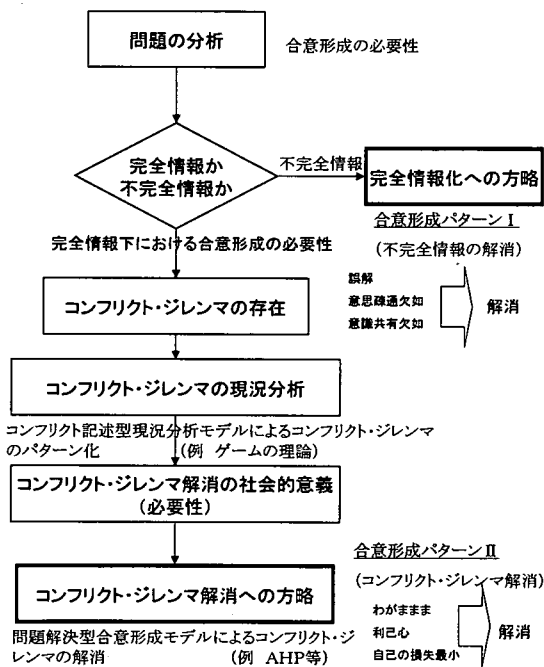 問題の分析
合意形成の必要性
完全情報か
不完全情報か
不完全情報
完全情報化への方略
合意形成パターンⅠ
(不完全情報の解消)
完全情報下における合意形成の必要性
誤解
意思疎通欠如
意識共有欠如
解消
コンフリクト・ジレンマの存在
コンフリクト・ジレンマの現況分析
コンフリクト記述型現況分析モデルによるコンフリクト・ジレンマ
のパターン化 (例 ゲームの理論)
コンフリクト・ジレンマ解消の社会的意義
(必要性)
合意形成パターンⅡ
(コンフリクト・ジレンマ解消)
コンフリクト・ジレンマ解消への方略
わがままま
利己心
自己の損失最小
解消
問題解決型合意形成モデルによるコンフリクト・ジ
レンマの解消 (例 AHP等)